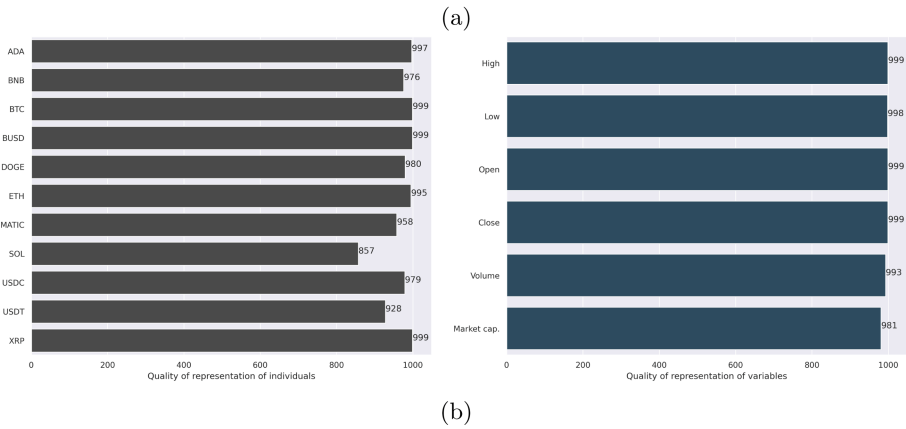 (a)
ADA 997
BNB 976
BTC 999
BUSD 999
DOGE 980
ETH 995
MATIC 958
SOL 857
USDC 979
USDT 928
XRP 999
0 200 400 600 800 1000
Quality of representation of individuals
High 999
Low 998
Open 999
Close 999
Volume 993
Market cap. 981
0 200 400 600 800 1000
Quality of representation of variables
(b)